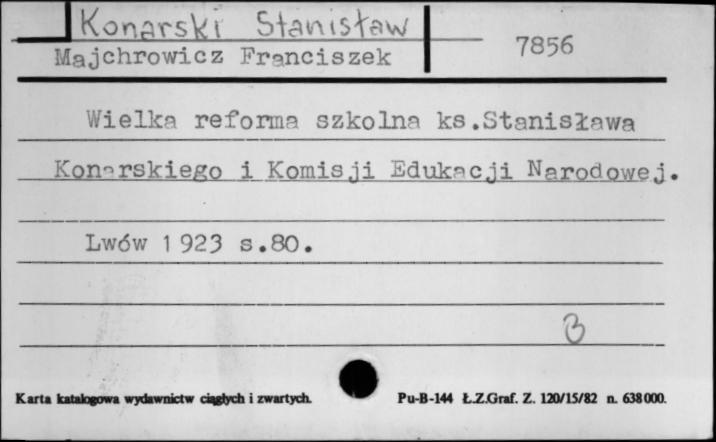 Konarski Stanisław
Majchrowicz Franciszek
7856
Wielka reforma szkolna ks.Stanisława
Konarskiego i Komisji Edukacji Narodowej.
Lwów 1923 s.80.
B
Karta katalogowa wydawnictw ciągłych i zwartych. Pu-B-144 Ł.Z.Graf. Z. 120/15/82 n. 638000.